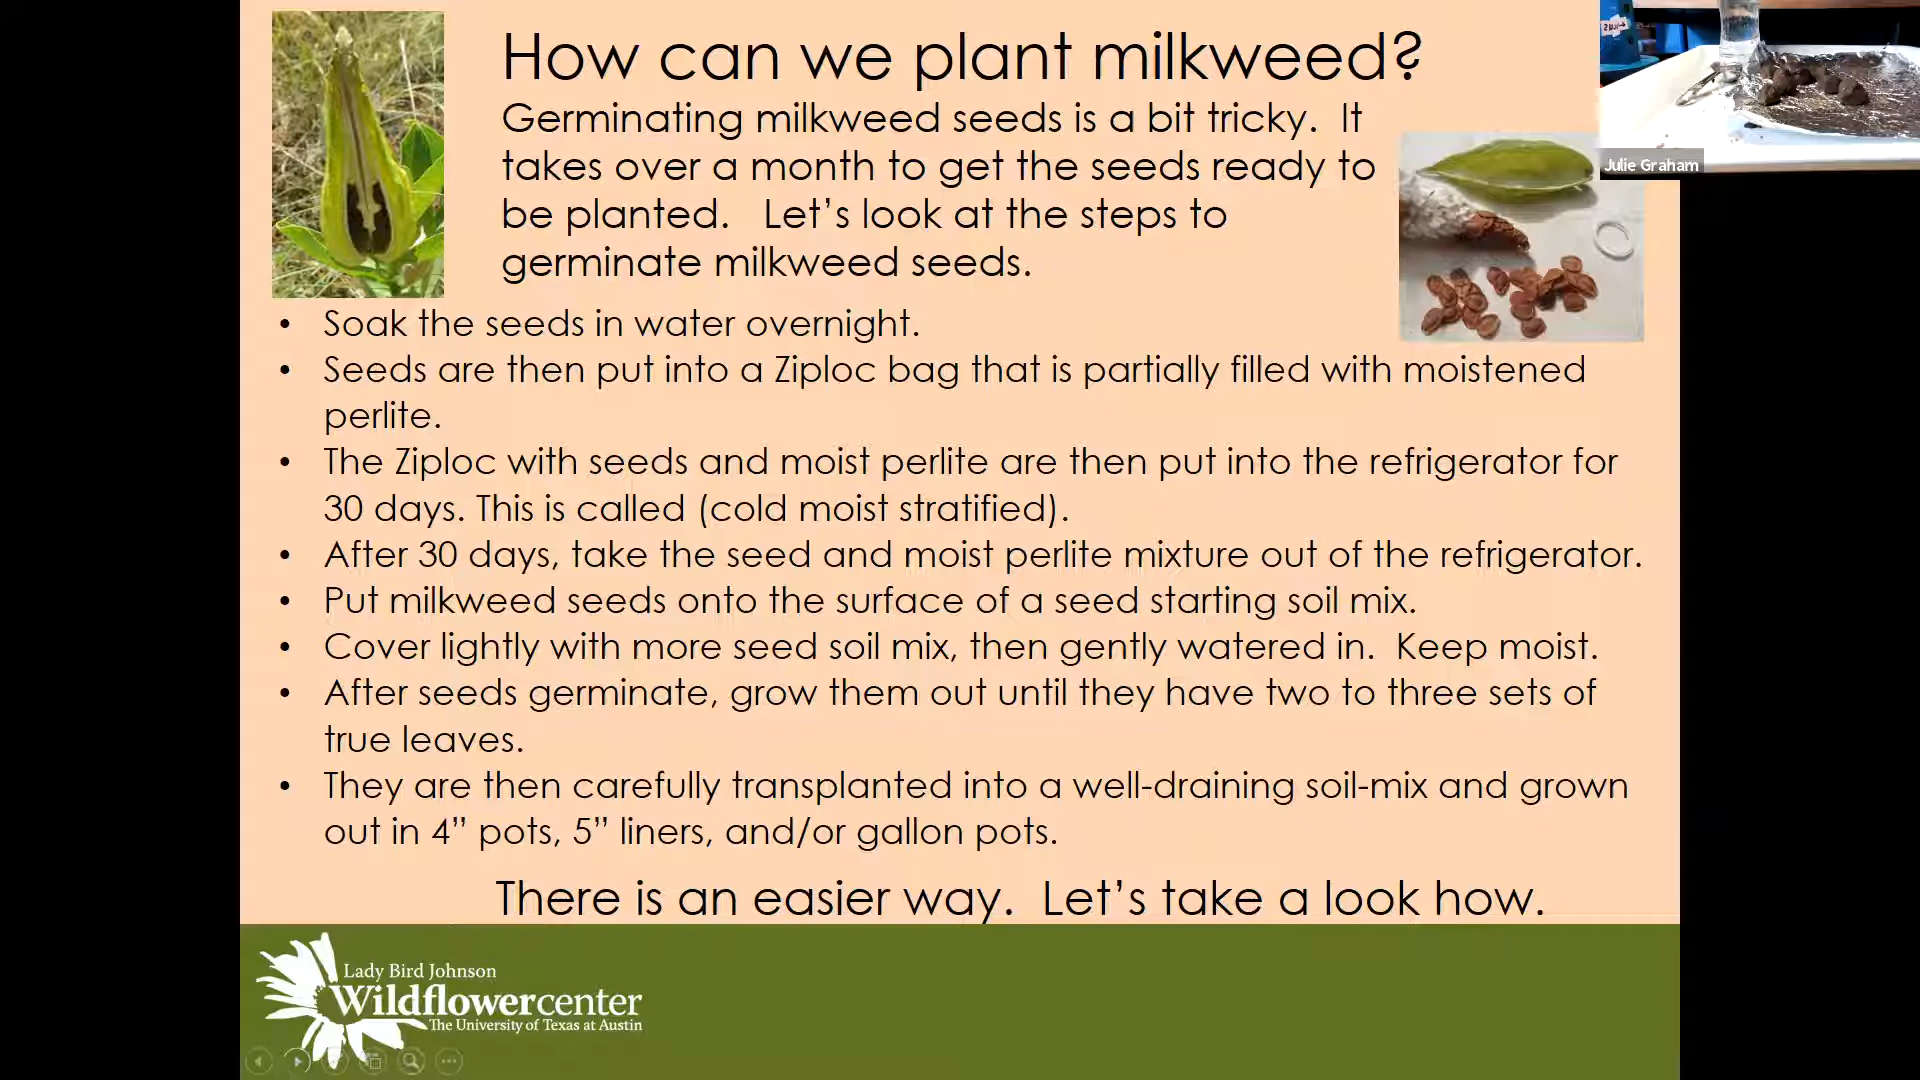 How can we plant milkweed?
Germinating milkweed seeds is a bit tricky. It
takes over a month to get the seeds ready to
be planted. Let’s look at the steps to
germinate milkweed seeds.
Julie Graham
• Soak the seeds in water overnight.
• Seeds are then put into a Ziploc bag that is partially filled with moistened
perlite.
• The Ziploc with seeds and moist perlite are then put into the refrigerator for
30 days. This is called (cold moist stratified).
• After 30 days, take the seed and moist perlite mixture out of the refrigerator.
• Put milkweed seeds onto the surface of a seed starting soil mix.
• Cover lightly with more seed soil mix, then gently watered in. Keep moist.
• After seeds germinate, grow them out until they have two to three sets of
true leaves.
• They are then carefully transplanted into a well-draining soil-mix and grown
out in 4” pots, 5” liners, and/or gallon pots.
There is an easier way. Let’s take a look how.
Lady Bird Johnson
Wildflowercenter
The University of Texas at Austin